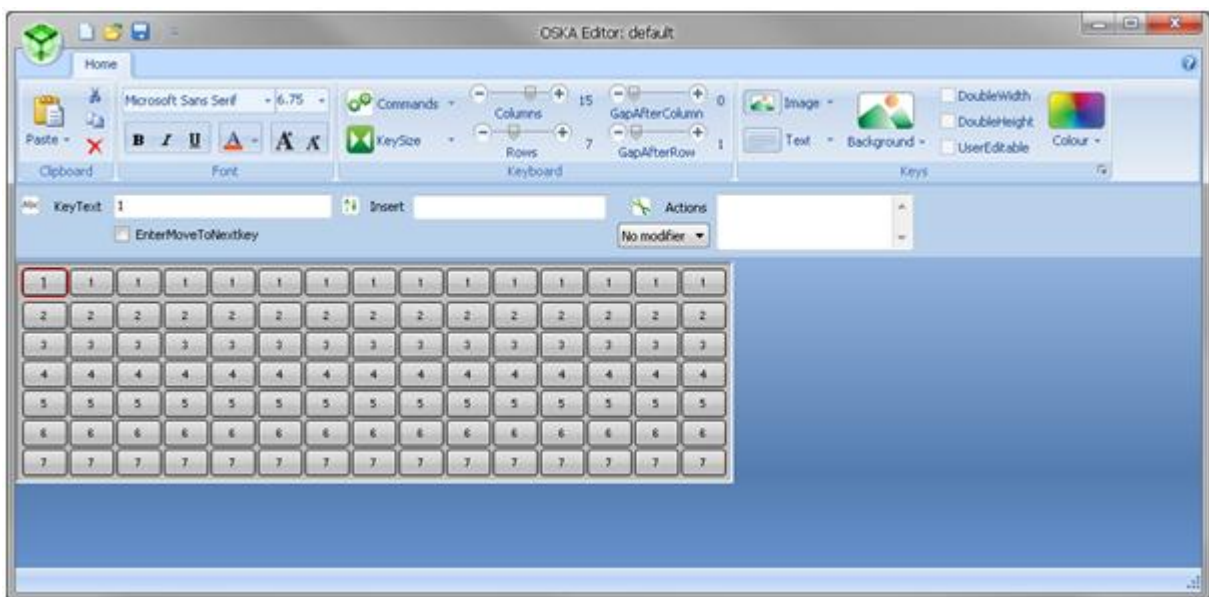 OSKA Editor: default
Home
Microsoft Sans Serif 6.75 Commands Columns 15 GapAfterColumn 0 Image DoubleWidth
DoubleHeight
Paste B I U A A A KeySize Rows 7 GapAfterRow 1 Text Background UserEditable Colour
Clipboard Font Keyboard Keys
Abc KeyText 1 Insert Actions
EnterMoveToNextkey No modifier
1 1 1 1 1 1 1 1 1 1 1 1 1 1 1
2 2 2 2 2 2 2 2 2 2 2 2 2 2 2
3 3 3 3 3 3 3 3 3 3 3 3 3 3 3
4 4 4 4 4 4 4 4 4 4 4 4 4 4 4
5 5 5 5 5 5 5 5 5 5 5 5 5 5 5
6 6 6 6 6 6 6 6 6 6 6 6 6 6 6
7 7 7 7 7 7 7 7 7 7 7 7 7 7 7